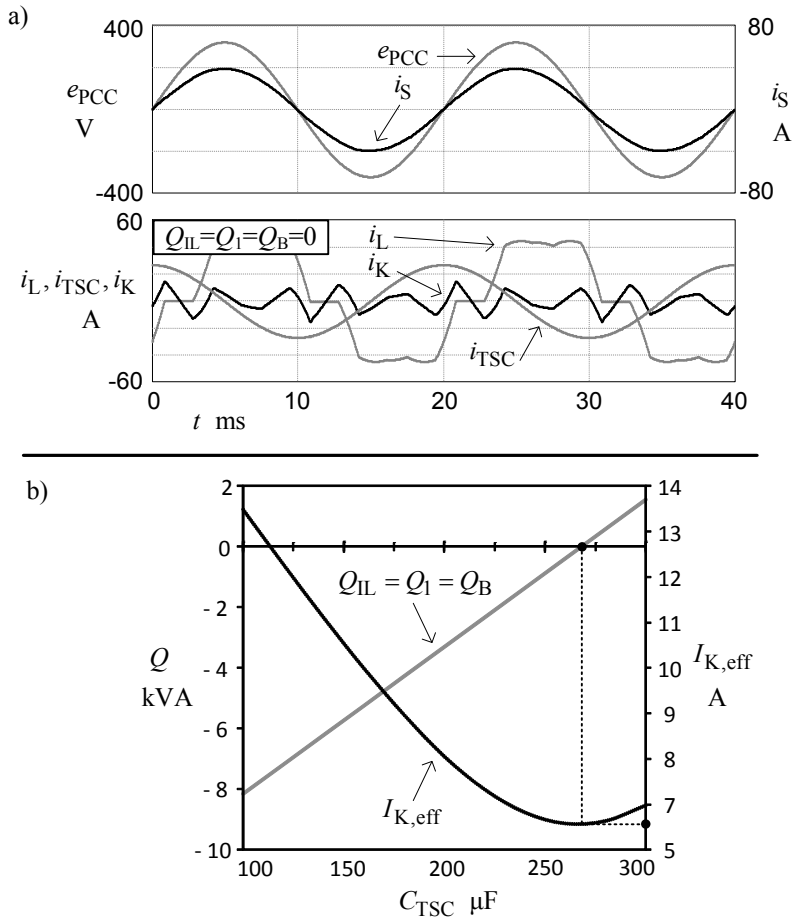 a)
400
80
e_PCC
i_S
e_PCC
V
i_S
A
-400
-80
60
Q_IL=Q_1=Q_B=0
i_L
i_K
i_L, i_TSC, i_K
A
i_TSC
-60
0
10
20
30
40
t ms
b)
2
14
0
13
12
- 2
Q_IL = Q_1 = Q_B
11
- 4
Q
kVA
10
I_K,eff
A
- 6
9
8
- 8
I_K,eff
7
6
- 10
5
100
150
200
250
300
C_TSC µF